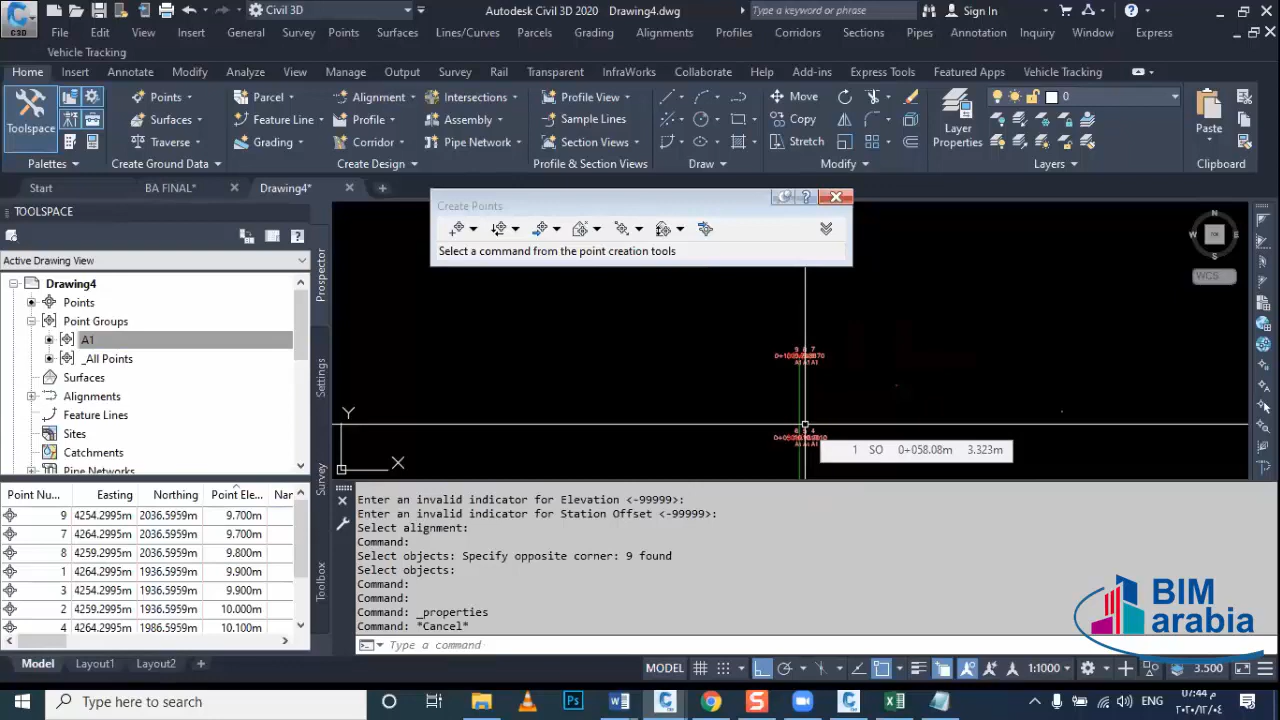 Civil 3D
Autodesk Civil 3D 2020 Drawing4.dwg
Type a keyword or phrase
Sign In
C3D
File Edit View Insert General Survey Points Surfaces Lines/Curves Parcels Grading Alignments Profiles Corridors Sections Pipes Annotation Inquiry Window Express
Vehicle Tracking
Home Insert Annotate Modify Analyze View Manage Output Survey Rail Transparent InfraWorks Collaborate Help Add-ins Express Tools Featured Apps Vehicle Tracking
Toolspace
Points Parcel Alignment Intersections Profile View Move
Surfaces Feature Line Profile Assembly Sample Lines Copy
Traverse Grading Corridor Pipe Network Section Views Stretch
Layer Properties
0
Paste
Palettes Create Ground Data Create Design Profile & Section Views Draw Modify Layers Clipboard
Start BA FINAL* Drawing4*
TOOLSPACE
Active Drawing View
Drawing4
Points
Point Groups
A1
_All Points
Surfaces
Alignments
Feature Lines
Sites
Catchments
Pipe Networks
Prospector
Settings
Survey
Toolbox
Create Points
Select a command from the point creation tools
N
W TOP E
S
WCS
Y
X
1 SO 0+058.08m 3.323m
Point Nu... Easting Northing Point Ele... Nar
9 4254.2995m 2036.5959m 9.700m
7 4264.2995m 2036.5959m 9.700m
8 4259.2995m 2036.5959m 9.800m
1 4254.2995m 1936.5959m 9.900m
3 4264.2995m 1936.5959m 9.900m
2 4259.2995m 1936.5959m 10.000m
4 4264.2995m 1986.5959m 10.100m
Enter an invalid indicator for Elevation <-99999>:
Enter an invalid indicator for Station Offset <-99999>:
Select alignment:
Command:
Select objects: Specify opposite corner: 9 found
Select objects:
Command:
Command:
Command: _properties
Command: *Cancel*
Type a command
BIM
arabia
Model Layout1 Layout2
MODEL 1:1000 3.500
Type here to search
ENG
07:44 م
٢٠٢٠/١٢/٠٤